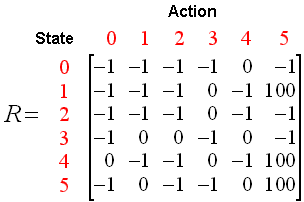 Action
State 0 1 2 3 4 5
0 -1 -1 -1 -1 0 -1
1 -1 -1 -1 0 -1 100
R= 2 -1 -1 -1 0 -1 -1
3 -1 0 0 -1 0 -1
4 0 -1 -1 0 -1 100
5 -1 0 -1 -1 0 100